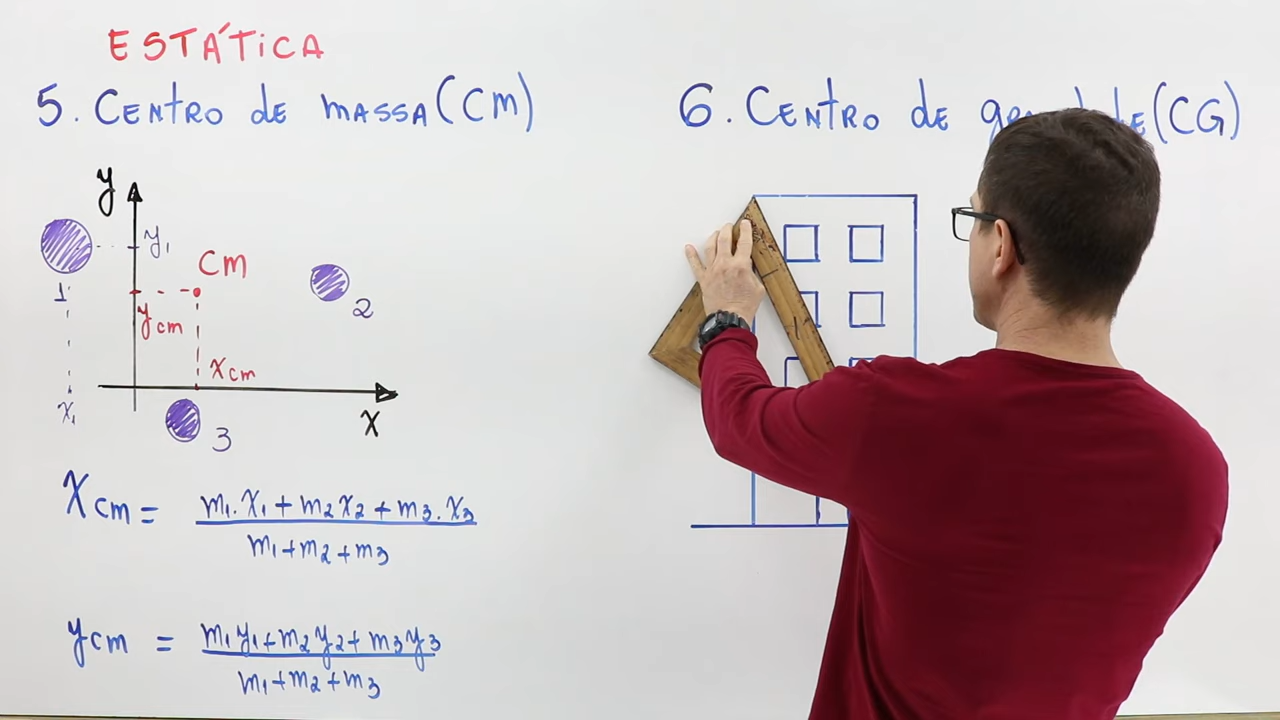 ESTÁTICA
5. CENTRO DE MASSA (CM)
y
y₁
CM
1
2
yCM
xCM
x₁
x
3
xCM = m₁.x₁ + m₂x₂ + m₃.x₃
m₁+m₂+m₃
yCM = m₁y₁+m₂y₂+m₃y₃
m₁+m₂+m₃
6. CENTRO DE (CG)